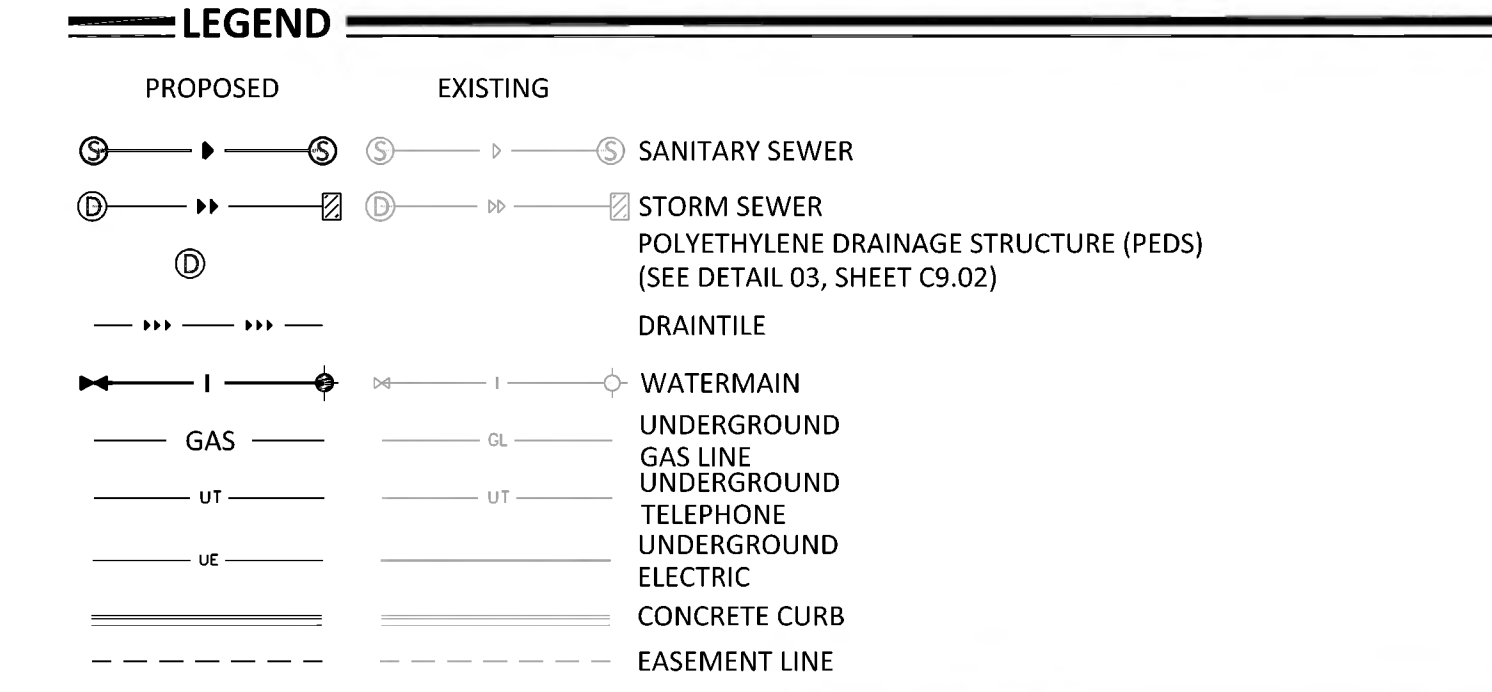 LEGEND
PROPOSED EXISTING
S S S S SANITARY SEWER
D D STORM SEWER
D POLYETHYLENE DRAINAGE STRUCTURE (PEDS)
(SEE DETAIL 03, SHEET C9.02)
DRAINTILE
I I WATERMAIN
GAS GL UNDERGROUND
GAS LINE
UT UT UNDERGROUND
TELEPHONE
UE UNDERGROUND
ELECTRIC
CONCRETE CURB
EASEMENT LINE